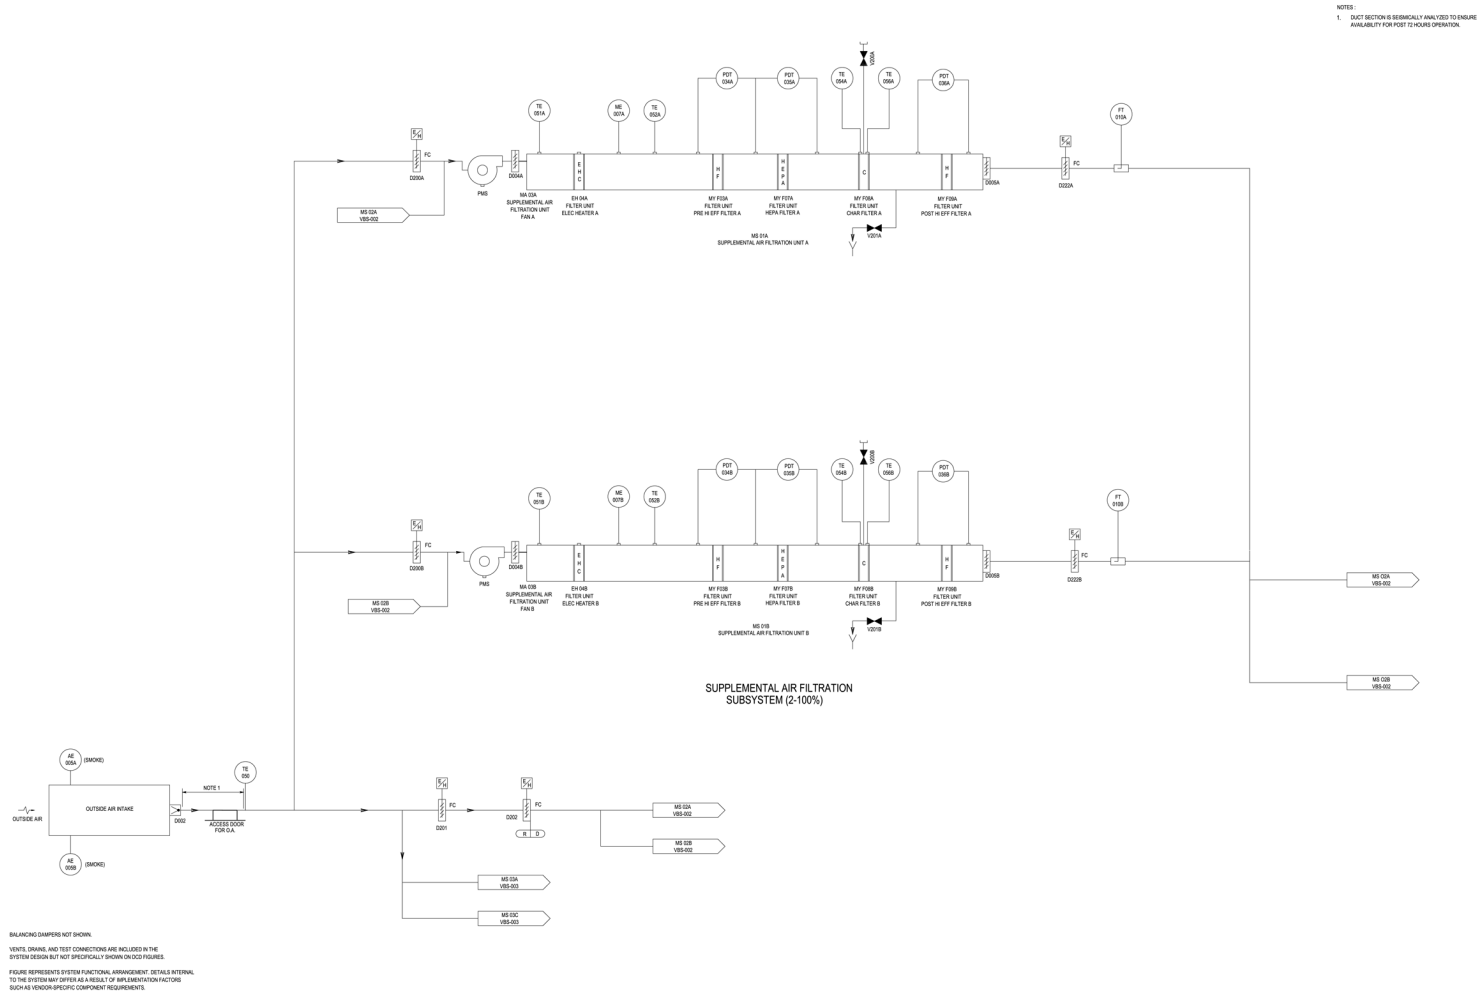 NOTES :
1. DUCT SECTION IS SEISMICALLY ANALYZED TO ENSURE
AVAILABILITY FOR POST 72 HOURS OPERATION.
V200A
PDT
034A
PDT
035A
TE
054A
TE
056A
PDT
036A
TE
051A
ME
007A
TE
052A
FT
010A
E/H
FC
D200A
PMS
D004A
EHC
HF
HEPA
C
HF
D005A
E/H
FC
D222A
MA 03A
SUPPLEMENTAL AIR
FILTRATION UNIT
FAN A
EH 04A
FILTER UNIT
ELEC HEATER A
MY F03A
FILTER UNIT
PRE HI EFF FILTER A
MY F07A
FILTER UNIT
HEPA FILTER A
MY F08A
FILTER UNIT
CHAR FILTER A
MY F09A
FILTER UNIT
POST HI EFF FILTER A
MS 02A
VBS-002
V201A
MS 01A
SUPPLEMENTAL AIR FILTRATION UNIT A
V200B
PDT
034B
PDT
035B
TE
054B
TE
056B
PDT
036B
TE
051B
ME
007B
TE
052B
FT
010B
E/H
FC
D200B
PMS
D004B
EHC
HF
HEPA
C
HF
D005B
E/H
FC
D222B
MA 03B
SUPPLEMENTAL AIR
FILTRATION UNIT
FAN B
EH 04B
FILTER UNIT
ELEC HEATER B
MY F03B
FILTER UNIT
PRE HI EFF FILTER B
MY F07B
FILTER UNIT
HEPA FILTER B
MY F08B
FILTER UNIT
CHAR FILTER B
MY F09B
FILTER UNIT
POST HI EFF FILTER B
MS 02B
VBS-002
V201B
MS 01B
SUPPLEMENTAL AIR FILTRATION UNIT B
MS O2A
VBS-002
MS O2B
VBS-002
SUPPLEMENTAL AIR FILTRATION
SUBSYSTEM (2-100%)
AE
005A
(SMOKE)
OUTSIDE AIR
OUTSIDE AIR INTAKE
D002
NOTE 1
ACCESS DOOR
FOR O.A.
TE
050
AE
005B
(SMOKE)
E/H
FC
D201
E/H
FC
D202
R D
MS 02A
VBS-002
MS 02B
VBS-002
MS 03A
VBS-003
MS 03C
VBS-003
BALANCING DAMPERS NOT SHOWN.
VENTS, DRAINS, AND TEST CONNECTIONS ARE INCLUDED IN THE
SYSTEM DESIGN BUT NOT SPECIFICALLY SHOWN ON DCD FIGURES.
FIGURE REPRESENTS SYSTEM FUNCTIONAL ARRANGEMENT. DETAILS INTERNAL
TO THE SYSTEM MAY DIFFER AS A RESULT OF IMPLEMENTATION FACTORS
SUCH AS VENDOR-SPECIFIC COMPONENT REQUIREMENTS.